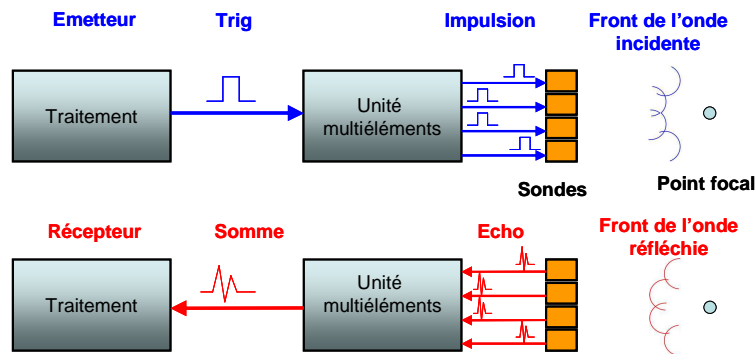 Emetteur
Trig
Impulsion
Front de l'onde
incidente
Traitement
Unité
multiéléments
Sondes
Point focal
Récepteur
Somme
Echo
Front de l'onde
réfléchie
Traitement
Unité
multiéléments